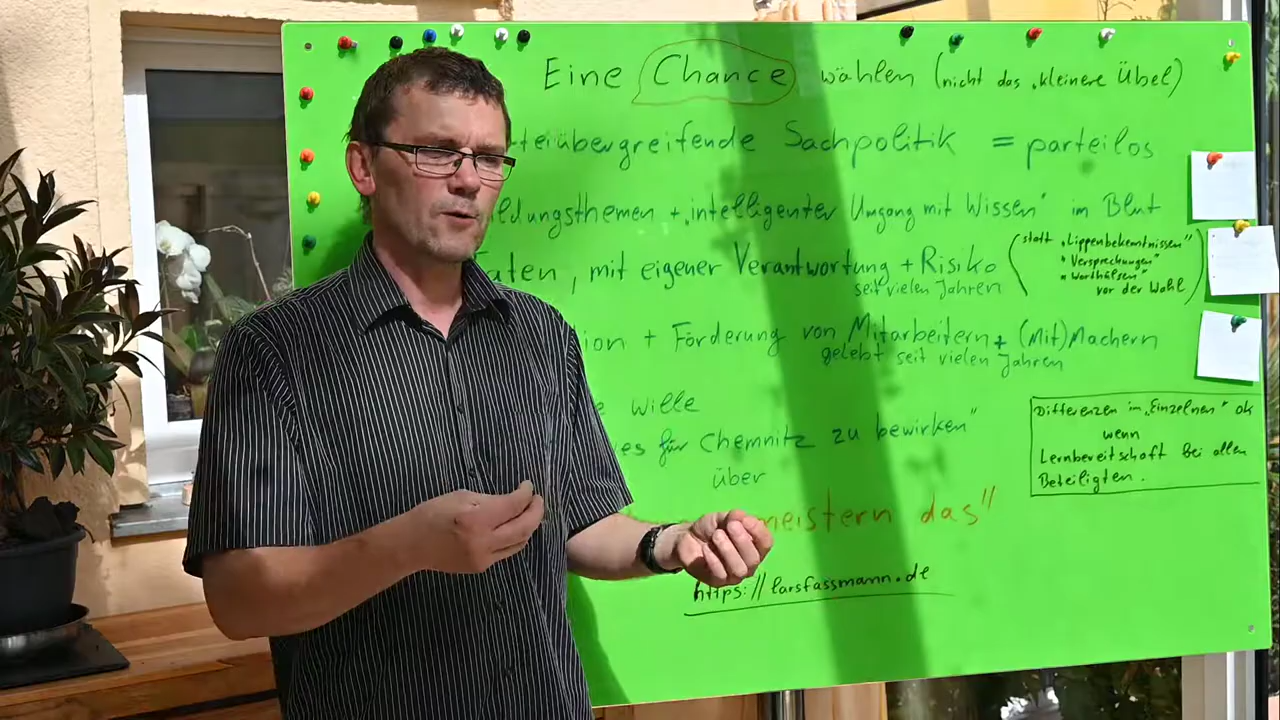 Eine Chance wählen (nicht das „kleinere Übel)
teiübergreifende Sachpolitik = parteilos
ldungsthemen + „intelligenter Umgang mit Wissen" im Blut
Taten, mit eigener Verantwortung + Risiko
seit vielen Jahren
(statt „Lippenbekenntnissen"
" Versprechungen"
" Worthülsen"
vor der Wahl)
ion + Förderung von Mitarbeitern + (Mit)Machern
gelebt seit vielen Jahren
e Wille
es für Chemnitz zu bewirken"
über
meistern das"
https://larsfassmann.de
Differenzen im „Einzelnen" ok
wenn
Lernbereitschaft bei allen
Beteiligten.